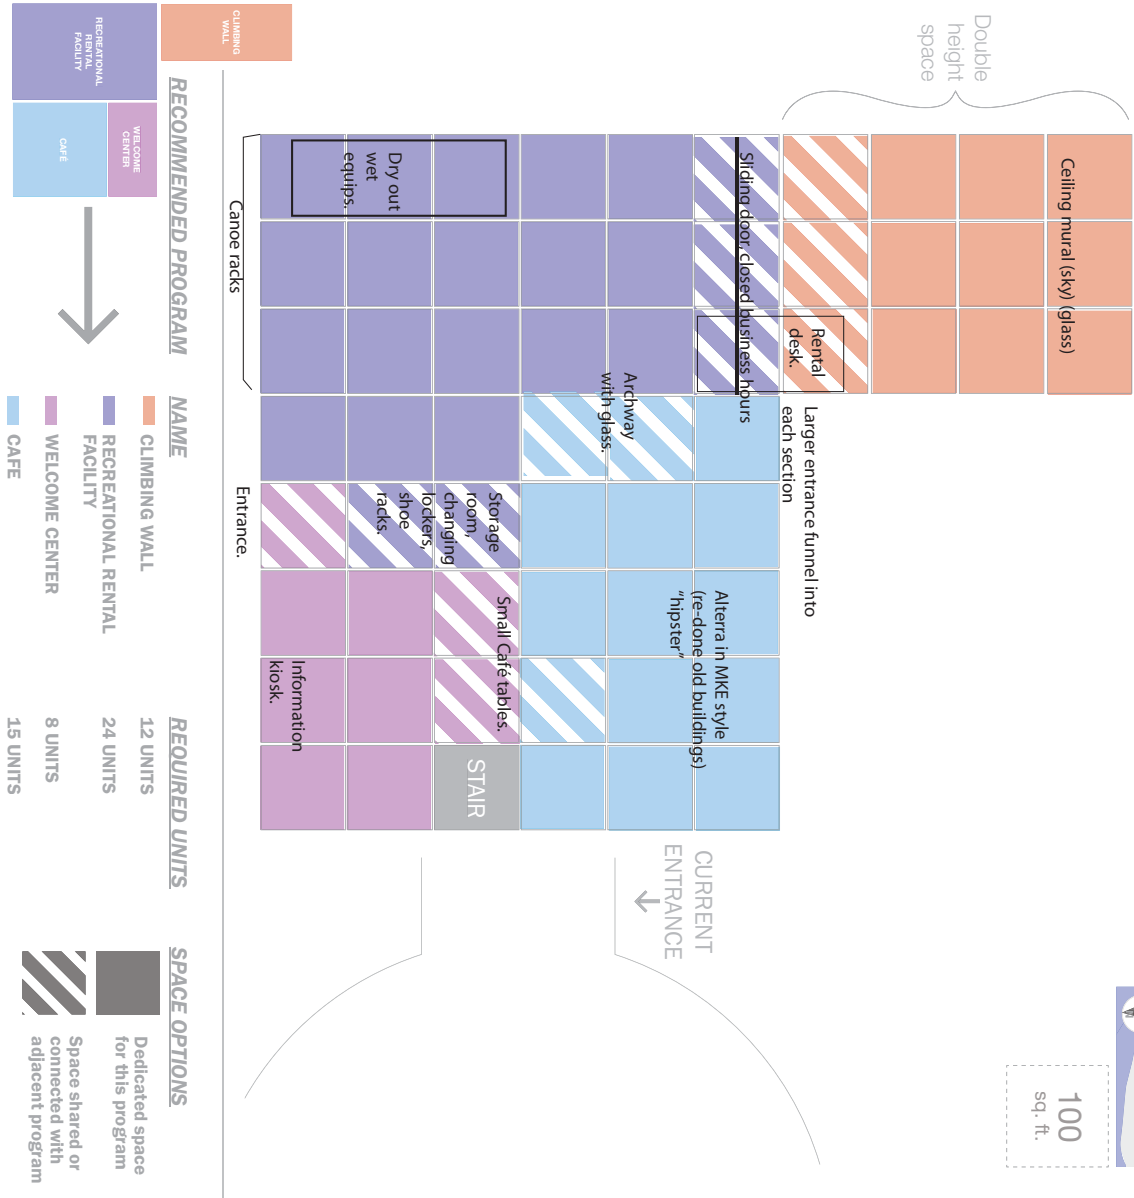 Double
height
space
Ceiling mural (sky) (glass)
Sliding door, closed business hours
Rental
desk.
Dry out
wet
equips.
Canoe racks
Archway
with glass.
Larger entrance funnel into
each section
Storage
room,
changing
lockers,
shoe
racks.
Entrance.
Small Café tables.
Alterra in MKE style
(re-done old buildings)
“hipster”
Information
kiosk.
STAIR
CURRENT
ENTRANCE
100
sq. ft.
RECOMMENDED PROGRAM
CLIMBING
WALL
RECREATIONAL
RENTAL
FACILITY
WELCOME
CENTER
CAFÉ
NAME
CLIMBING WALL
RECREATIONAL RENTAL
FACILITY
WELCOME CENTER
CAFE
REQUIRED UNITS
12 UNITS
24 UNITS
8 UNITS
15 UNITS
SPACE OPTIONS
Dedicated space
for this program
Space shared or
connected with
adjacent program